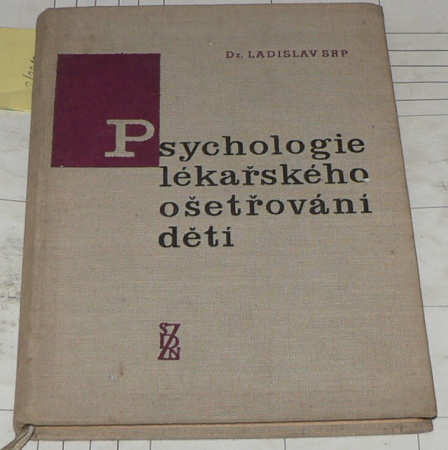 Dr. LADISLAV SRP
Psychologie
lékařského
ošetřování
dětí
SZDN